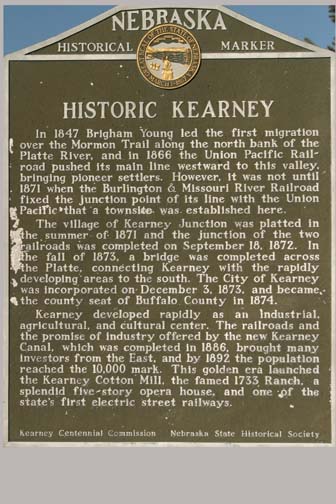 NEBRASKA
HISTORICAL MARKER
HISTORIC KEARNEY
In 1847 Brigham Young led the first migration
over the Mormon Trail along the north bank of the
Platte River, and in 1866 the Union Pacific Rail-
road pushed its main line westward to this valley,
bringing pioneer settlers. However, it was not until
1871 when the Burlington & Missouri River Railroad
fixed the junction point of its line with the Union
Pacific that a townsite was established here.
The village of Kearney Junction was platted in
the summer of 1871 and the junction of the two
railroads was completed on September 18, 1872. In
the fall of 1873, a bridge was completed across
the Platte, connecting Kearney with the rapidly
developing areas to the south. The City of Kearney
was incorporated on December 3, 1873, and became
the county seat of Buffalo County in 1874.
Kearney developed rapidly as an industrial,
agricultural, and cultural center. The railroads and
the promise of industry offered by the new Kearney
Canal, which was completed in 1886, brought many
investors from the East, and by 1892 the population
reached the 10,000 mark. This golden era launched
the Kearney Cotton Mill, the famed 1733 Ranch, a
splendid five-story opera house, and one of the
state's first electric street railways.
Kearney Centennial Commission Nebraska State Historical Society